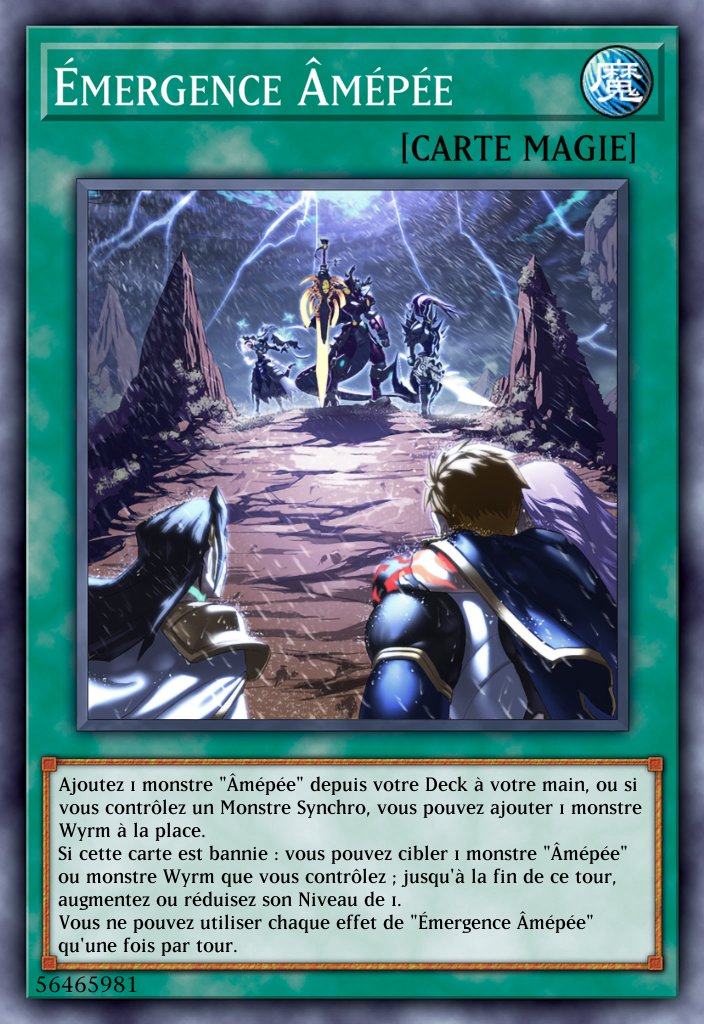 Émergence Âmépée
魔
[CARTE MAGIE]
Ajoutez 1 monstre "Âmépée" depuis votre Deck à votre main, ou si
vous contrôlez un Monstre Synchro, vous pouvez ajouter 1 monstre
Wyrm à la place.
Si cette carte est bannie : vous pouvez cibler 1 monstre "Âmépée"
ou monstre Wyrm que vous contrôlez ; jusqu'à la fin de ce tour,
augmentez ou réduisez son Niveau de 1.
Vous ne pouvez utiliser chaque effet de "Émergence Âmépée"
qu'une fois par tour.
56465981